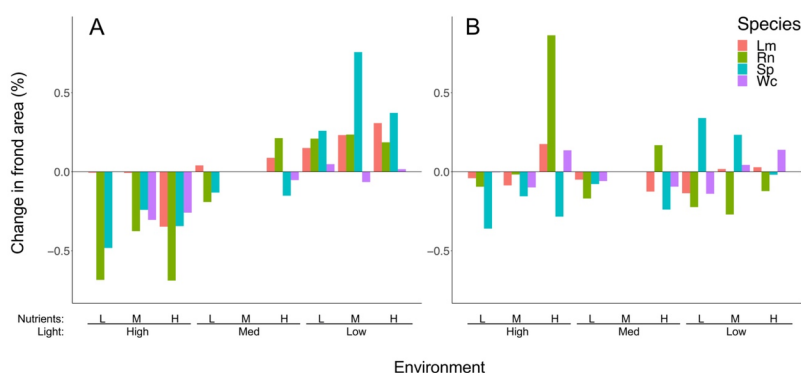 A
B
Species
Lm
Rn
Sp
Wc
Change in frond area (%)
0.5
0.0
−0.5
0.5
0.0
−0.5
Nutrients: L M H L H L M H L M H L H L M H
Light: High Med Low High Med Low
Environment